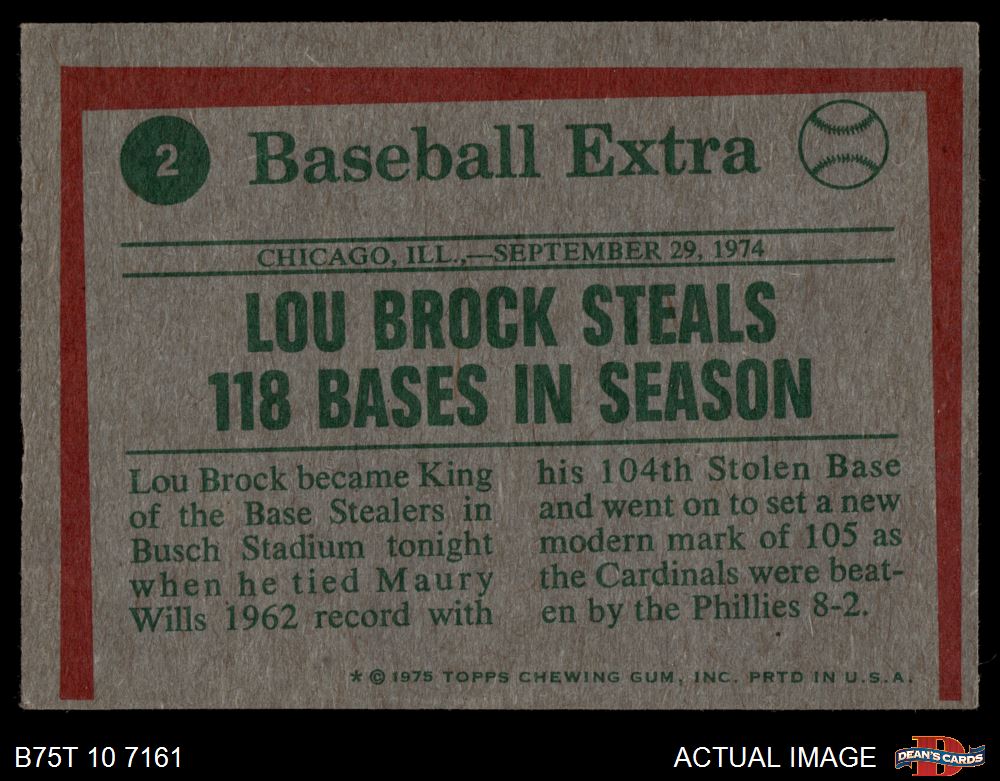 2
Baseball Extra
CHICAGO, ILL.,—SEPTEMBER 29, 1974
LOU BROCK STEALS
118 BASES IN SEASON
Lou Brock became King
of the Base Stealers in
Busch Stadium tonight
when he tied Maury
Wills 1962 record with
his 104th Stolen Base
and went on to set a new
modern mark of 105 as
the Cardinals were beat-
en by the Phillies 8-2.
* © 1975 TOPPS CHEWING GUM, INC. PRTD IN U.S.A.
B75T 10 7161
ACTUAL IMAGE
D
DEAN'S CARDS